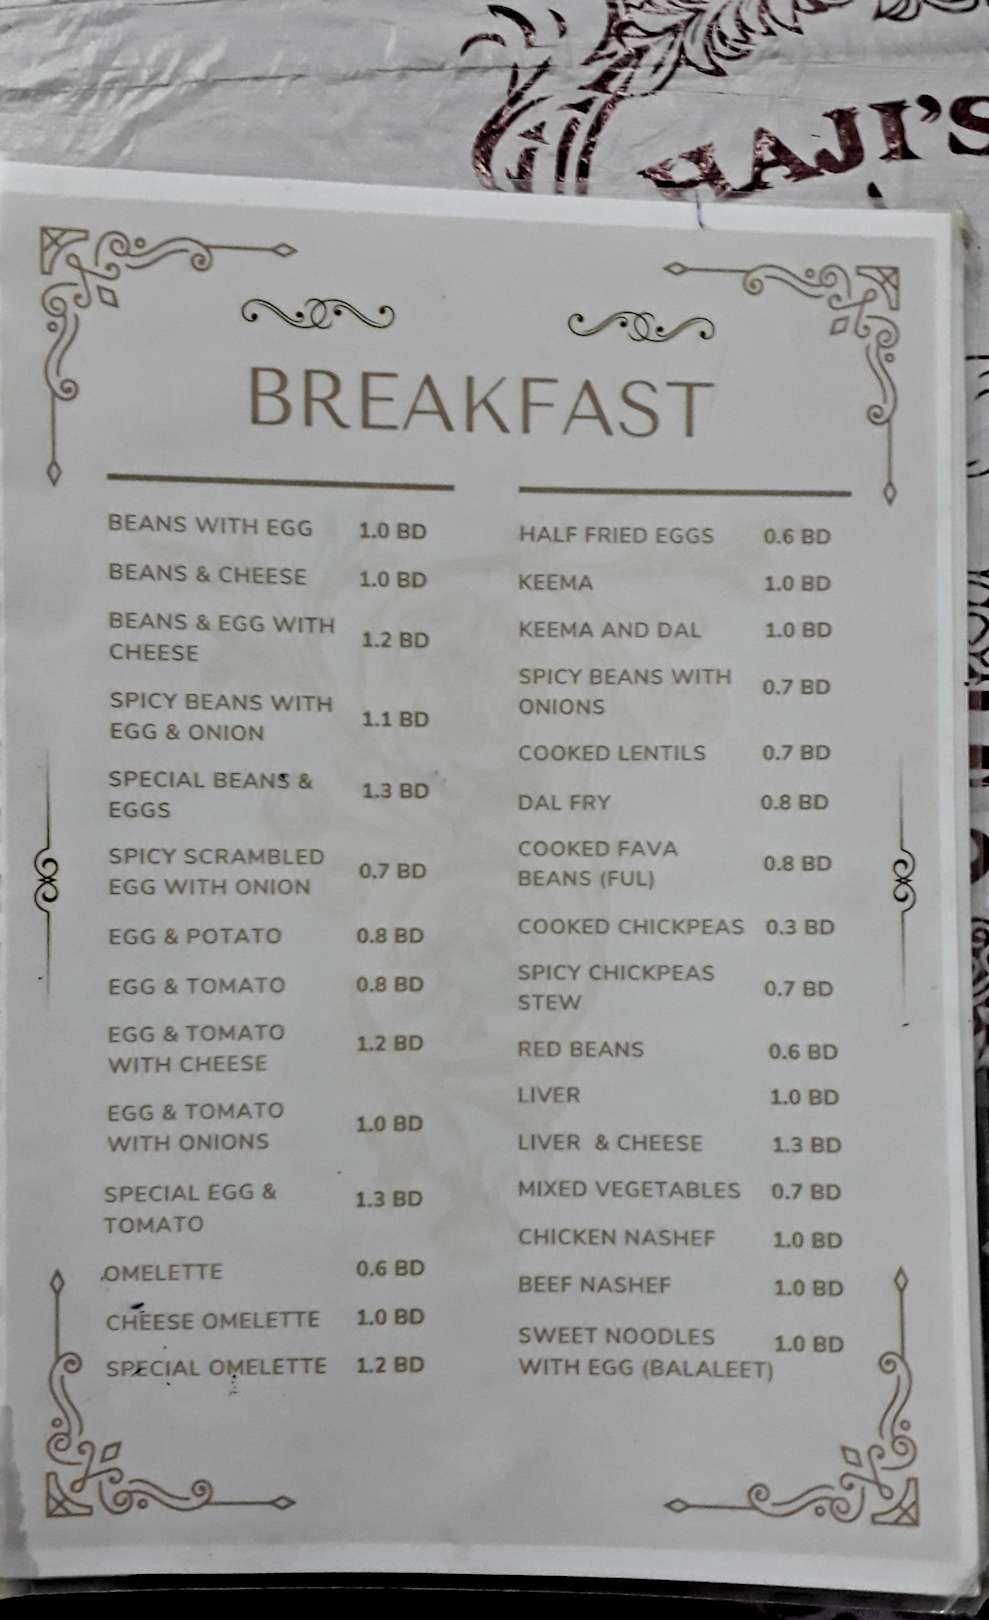 HAJI'S
BREAKFAST
BEANS WITH EGG 1.0 BD
BEANS & CHEESE 1.0 BD
BEANS & EGG WITH
CHEESE 1.2 BD
SPICY BEANS WITH
EGG & ONION 1.1 BD
SPECIAL BEANS &
EGGS 1.3 BD
SPICY SCRAMBLED
EGG WITH ONION 0.7 BD
EGG & POTATO 0.8 BD
EGG & TOMATO 0.8 BD
EGG & TOMATO
WITH CHEESE 1.2 BD
EGG & TOMATO
WITH ONIONS 1.0 BD
SPECIAL EGG &
TOMATO 1.3 BD
OMELETTE 0.6 BD
CHEESE OMELETTE 1.0 BD
SPECIAL OMELETTE 1.2 BD
HALF FRIED EGGS 0.6 BD
KEEMA 1.0 BD
KEEMA AND DAL 1.0 BD
SPICY BEANS WITH
ONIONS 0.7 BD
COOKED LENTILS 0.7 BD
DAL FRY 0.8 BD
COOKED FAVA
BEANS (FUL) 0.8 BD
COOKED CHICKPEAS 0.3 BD
SPICY CHICKPEAS
STEW 0.7 BD
RED BEANS 0.6 BD
LIVER 1.0 BD
LIVER & CHEESE 1.3 BD
MIXED VEGETABLES 0.7 BD
CHICKEN NASHEF 1.0 BD
BEEF NASHEF 1.0 BD
SWEET NOODLES 1.0 BD
WITH EGG (BALALEET)